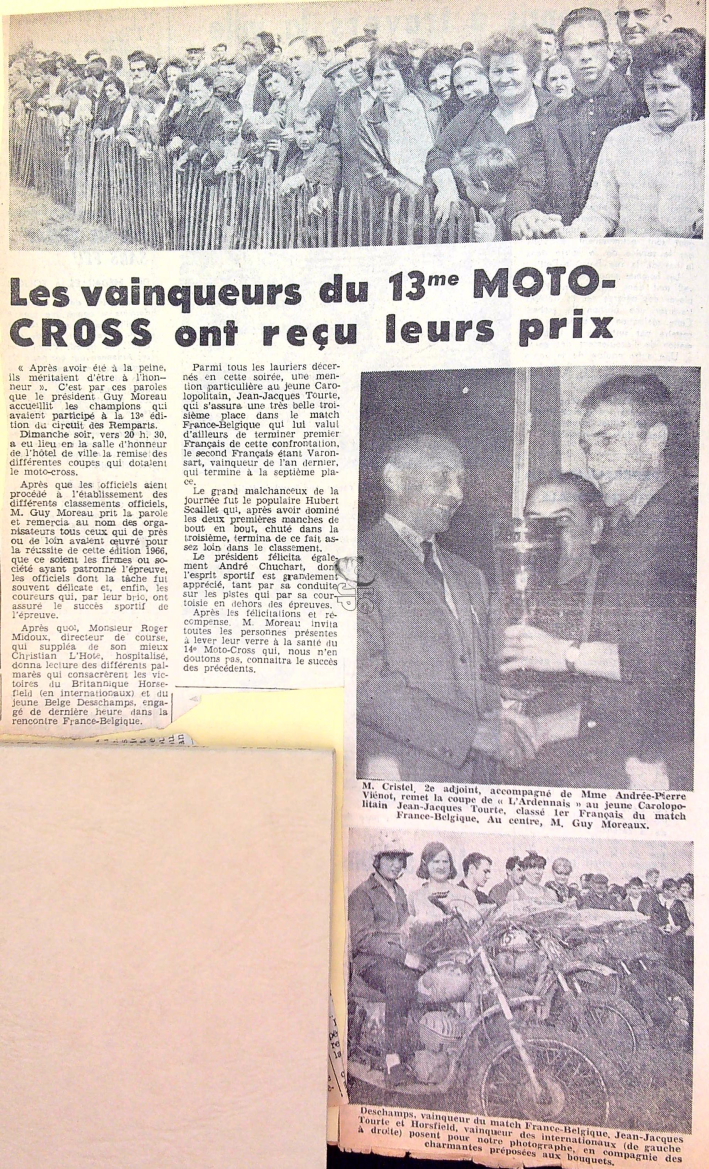 Les vainqueurs du 13me MOTO-
CROSS ont reçu leurs prix
« Après avoir été à la peine,
ils méritaient d'être à l'hon-
neur ». C'est par ces paroles
que le président Guy Moreau
accueillit les champions qui
avaient participé à la 13e édi-
tion du circuit des Remparts.
Dimanche soir, vers 20 h. 30,
a eu lieu en la salle d'honneur
de l'hôtel de ville la remise des
différentes coupes qui dotaient
le moto-cross.
Après que les officiels aient
procédé à l'établissement des
différents classements officiels,
M. Guy Moreau prit la parole
et remercia au nom des orga-
nisateurs tous ceux qui de près
ou de loin avaient œuvré pour
la réussite de cette édition 1966,
que ce soient les firmes ou so-
ciété ayant patronné l'épreuve,
les officiels dont la tâche fut
souvent délicate et, enfin, les
coureurs qui, par leur brio, ont
assuré le succès sportif de
l'épreuve.
Après quoi, Monsieur Roger
Midoux, directeur de course,
qui suppléa de son mieux
Christian L'Hote, hospitalisé,
donna lecture des différents pal-
marès qui consacrèrent les vic-
toires du Britannique Horse-
field (en internationaux) et du
jeune Belge Desschamps, enga-
gé de dernière heure dans la
rencontre France-Belgique.
Parmi tous les lauriers décer-
nés en cette soirée, une men-
tion particulière au jeune Caro-
lopolitain, Jean-Jacques Tourte,
qui s'assura une très belle troi-
sième place dans le match
France-Belgique qui lui valut
d'ailleurs de terminer premier
Français de cette confrontation,
le second Français étant Varon-
sart, vainqueur de l'an dernier,
qui termine à la septième pla-
ce.
Le grand malchanceux de la
journée fut le populaire Hubert
Scaillet qui, après avoir dominé
les deux premières manches de
bout en bout, chuté dans la
troisième, termina de ce fait as-
sez loin dans le classement.
Le président félicita égale-
ment André Chuchart, dont
l'esprit sportif est grandement
apprécié, tant par sa conduite
sur les pistes qui par sa cour-
toisie en dehors des épreuves.
Après les félicitations et ré-
compense, M. Moreau invita
toutes les personnes présentes
à lever leur verre à la santé du
14e Moto-Cross qui, nous n'en
doutons pas, connaîtra le succès
des précédents.
M. Cristel, 2e adjoint, accompagné de Mme Andrée-Pierre
Viénot, remet la coupe de « L'Ardennais » au jeune Carolopo-
litain Jean-Jacques Tourte, classé 1er Français du match
France-Belgique. Au centre, M. Guy Moreaux.
Deschamps, vainqueur du match France-Belgique, Jean-Jacques
Tourte et Horsfield, vainqueur des internationaux (de gauche
à droite) posent pour notre photographe, en compagnie des
charmantes préposées aux bouquets.